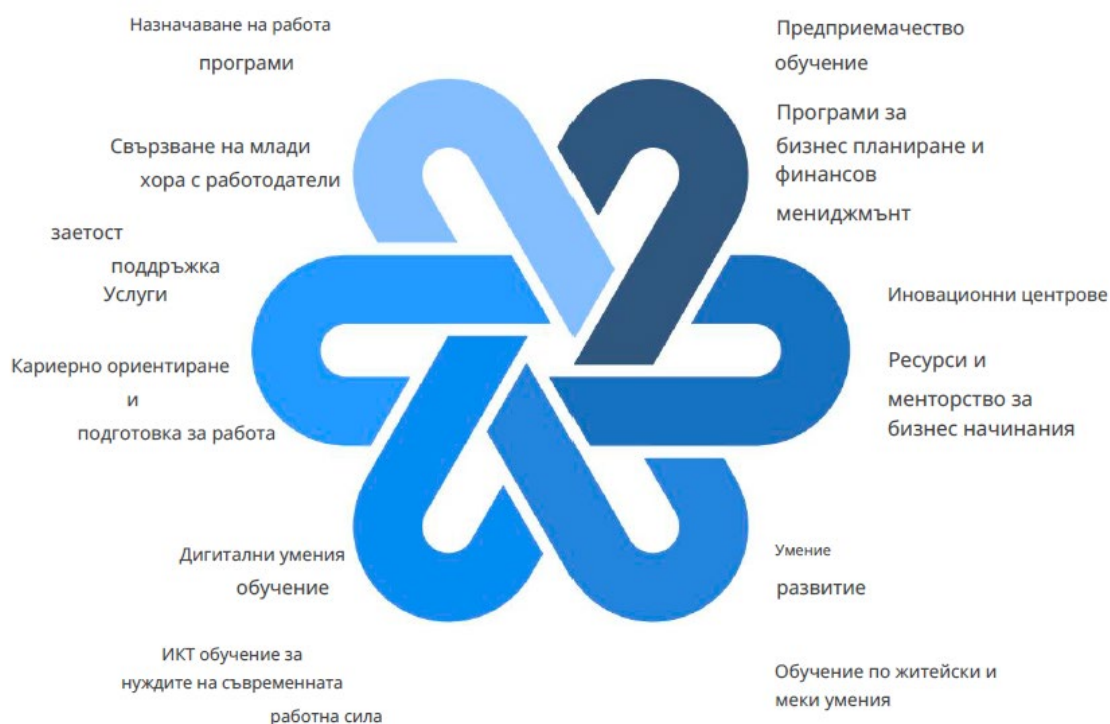 Назначаване на работа
програми
Свързване на млади
хора с работодатели
заетост
поддръжка
Услуги
Кариерно ориентиране
и
подготовка за работа
Дигитални умения
обучение
ИКТ обучение за
нуждите на съвременната
работна сила
Предприемачество
обучение
Програми за
бизнес планиране и
финансов
мениджмънт
Иновационни центрове
Ресурси и
менторство за
бизнес начинания
Умение
развитие
Обучение по житейски и
меки умения